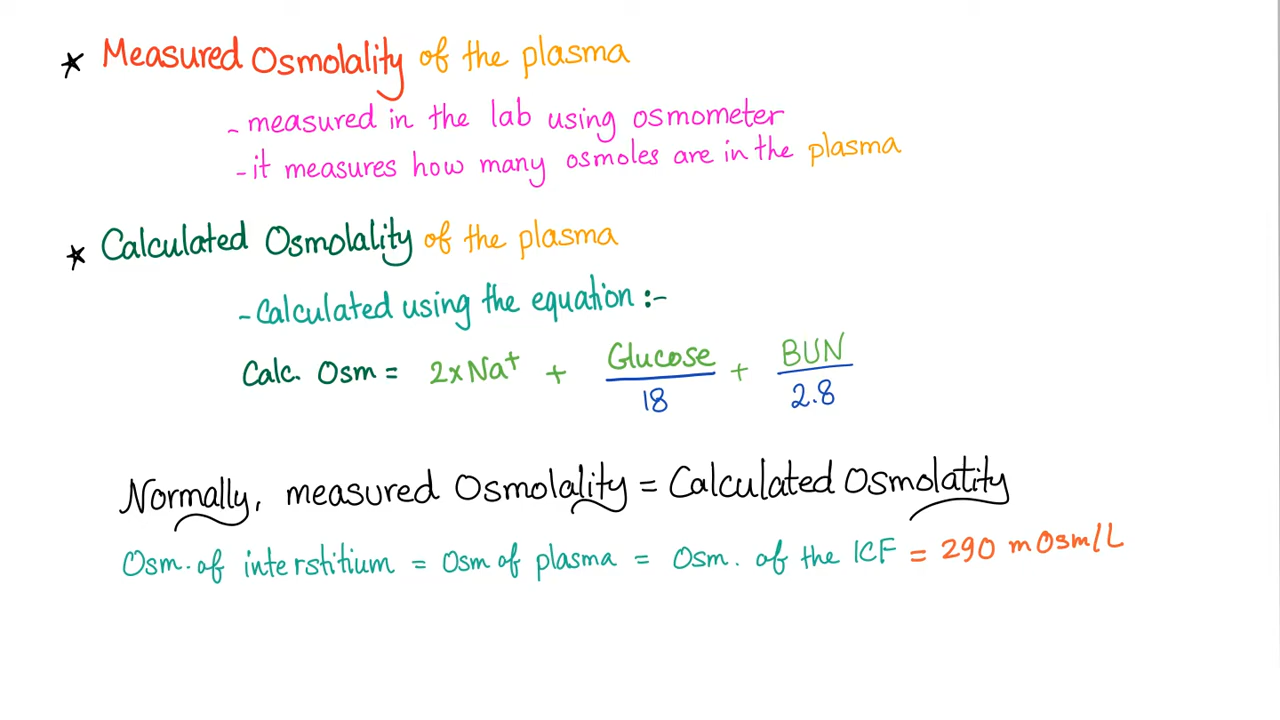 * Measured Osmolality of the plasma
- measured in the lab using osmometer
- it measures how many osmoles are in the plasma
* Calculated Osmolality of the plasma
- Calculated using the equation :-
Calc. Osm = 2xNa⁺ + Glucose/18 + BUN/2.8
Normally, measured Osmolality = Calculated Osmolatity
Osm. of interstitium = Osm of plasma = Osm. of the ICF = 290 mOsm/L